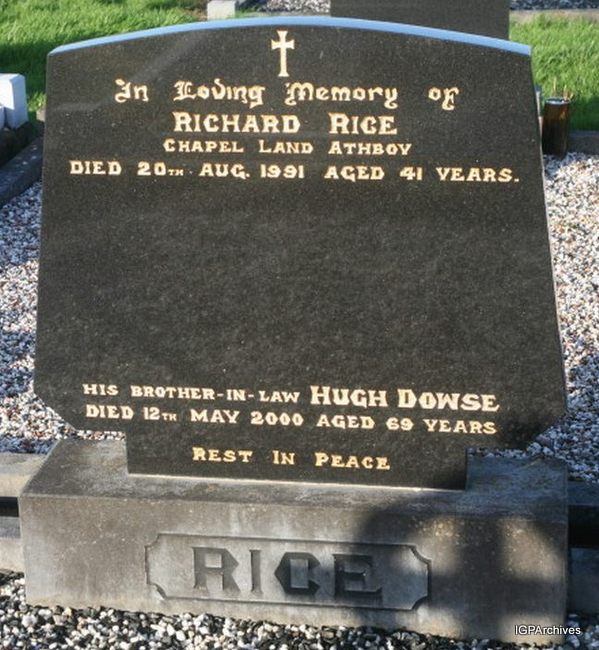 In Loving Memory of
RICHARD RICE
CHAPEL LAND ATHBOY
DIED 20TH AUG. 1991 AGED 41 YEARS.
HIS BROTHER-IN-LAW HUGH DOWSE
DIED 12TH MAY 2000 AGED 69 YEARS
REST IN PEACE
RICE
IGPArchives